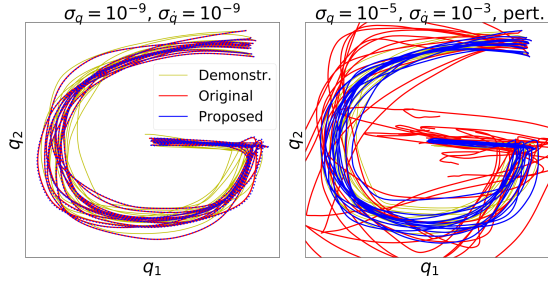 σ_q = 10^{-9}, σ_{q̇} = 10^{-9}
q_2
Demonstr.
Original
Proposed
q_1
σ_q = 10^{-5}, σ_{q̇} = 10^{-3}, pert.
q_2
q_1